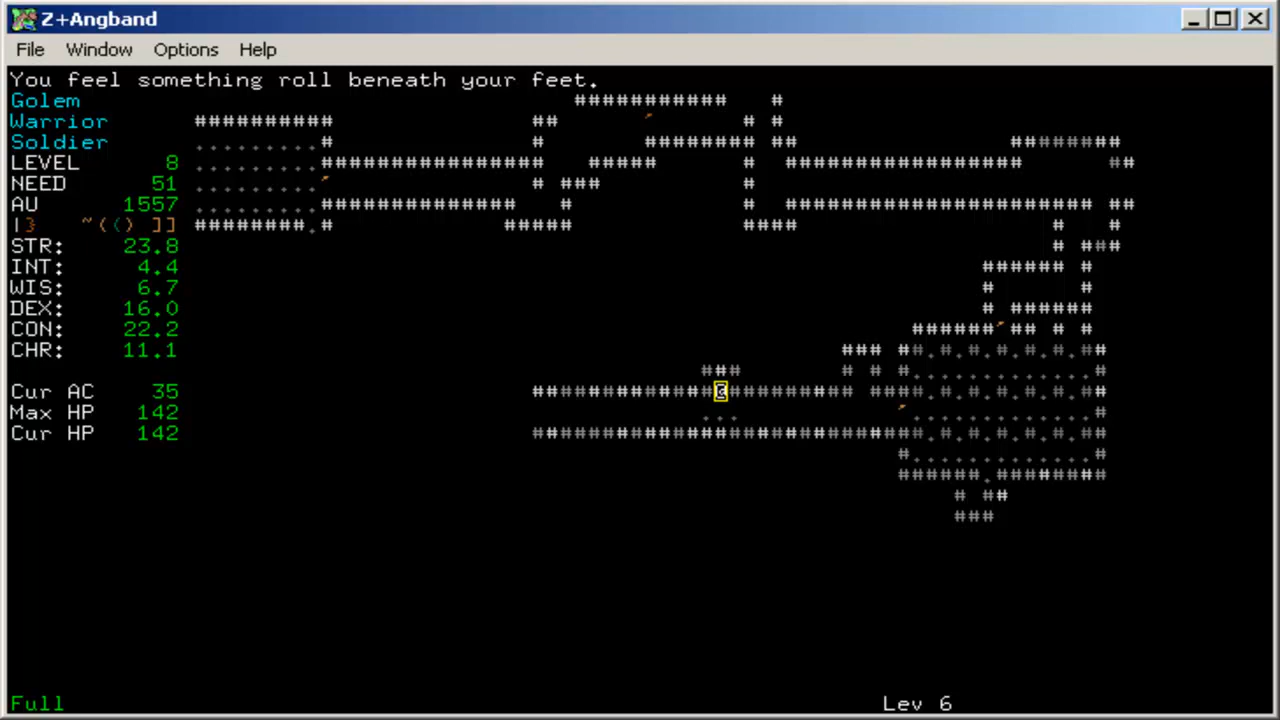 Z+Angband
File Window Options Help
You feel something roll beneath your feet.
Golem
Warrior
Soldier
LEVEL 8
NEED 51
AU 1557
|} ~(() ]]
STR: 23.8
INT: 4.4
WIS: 6.7
DEX: 16.0
CON: 22.2
CHR: 11.1
Cur AC 35
Max HP 142
Cur HP 142
Full Lev 6